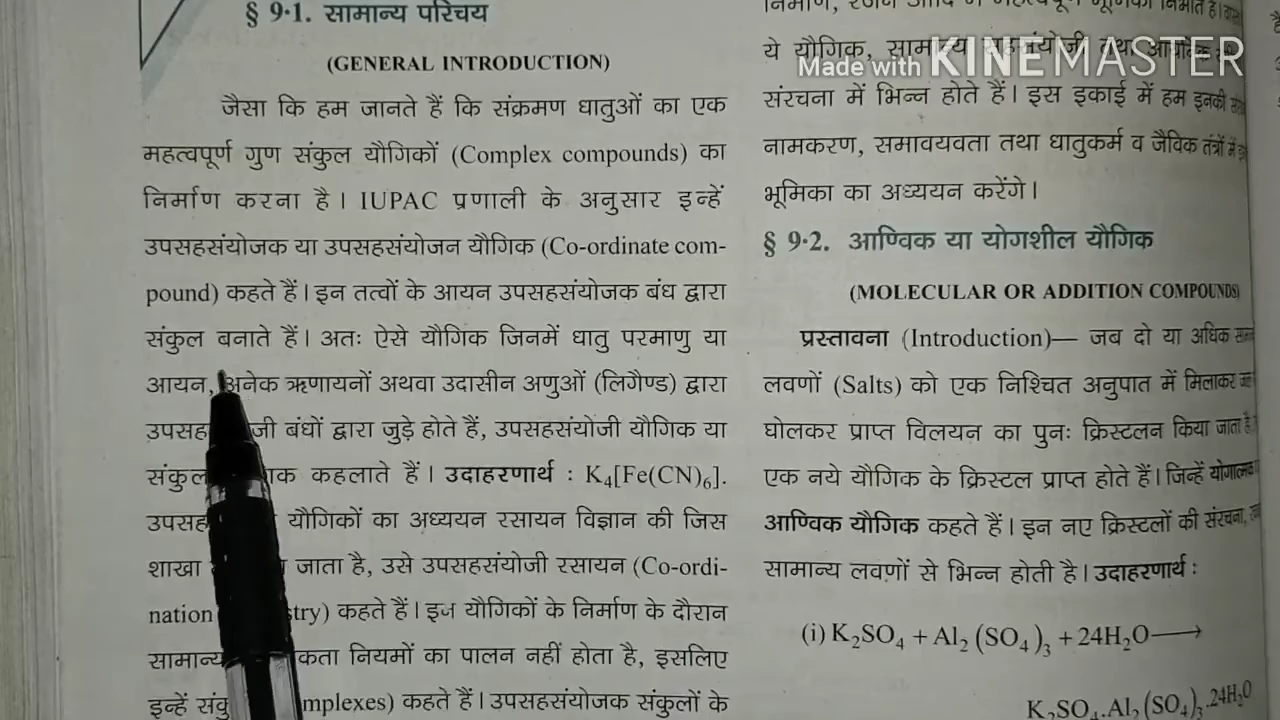 § 9·1. सामान्य परिचय
(GENERAL INTRODUCTION)
जैसा कि हम जानते हैं कि संक्रमण धातुओं का एक
महत्वपूर्ण गुण संकुल यौगिकों (Complex compounds) का
निर्माण करना है। IUPAC प्रणाली के अनुसार इन्हें
उपसहसंयोजक या उपसहसंयोजन यौगिक (Co-ordinate com-
pound) कहते हैं। इन तत्वों के आयन उपसहसंयोजक बंध द्वारा
संकुल बनाते हैं। अतः ऐसे यौगिक जिनमें धातु परमाणु या
आयन, अनेक ऋणायनों अथवा उदासीन अणुओं (लिगैण्ड) द्वारा
बंधों द्वारा जुड़े होते हैं, उपसहसंयोजी यौगिक या
संकुल कहलाते हैं। उदाहरणार्थ : K₄[Fe(CN)₆].
यौगिकों का अध्ययन रसायन विज्ञान की जिस
शाखा जाता है, उसे उपसहसंयोजी रसायन (Co-ordi-
nation कहते हैं। इन यौगिकों के निर्माण के दौरान
सामान्य नियमों का पालन नहीं होता है, इसलिए
इन्हें कहते हैं। उपसहसंयोजक संकुलों के
Made with KINEMASTER
ये यौगिक,
संरचना में भिन्न होते हैं। इस इकाई में हम इनकी
नामकरण, समावयवता तथा धातुकर्म व जैविक तंत्रों में
भूमिका का अध्ययन करेंगे।
§ 9·2. आण्विक या योगशील यौगिक
(MOLECULAR OR ADDITION COMPOUNDS)
प्रस्तावना (Introduction)— जब दो या अधिक
लवणों (Salts) को एक निश्चित अनुपात में मिलाकर
घोलकर प्राप्त विलयन का पुनः क्रिस्टलन किया जाता है
एक नये यौगिक के क्रिस्टल प्राप्त होते हैं। जिन्हें
आण्विक यौगिक कहते हैं। इन नए क्रिस्टलों की संरचना,
सामान्य लवणों से भिन्न होती है। उदाहरणार्थ :
(i) K₂SO₄ + Al₂(SO₄)₃ + 24H₂O ⟶
K₂SO₄.Al₂(SO₄)₃.24H₂O